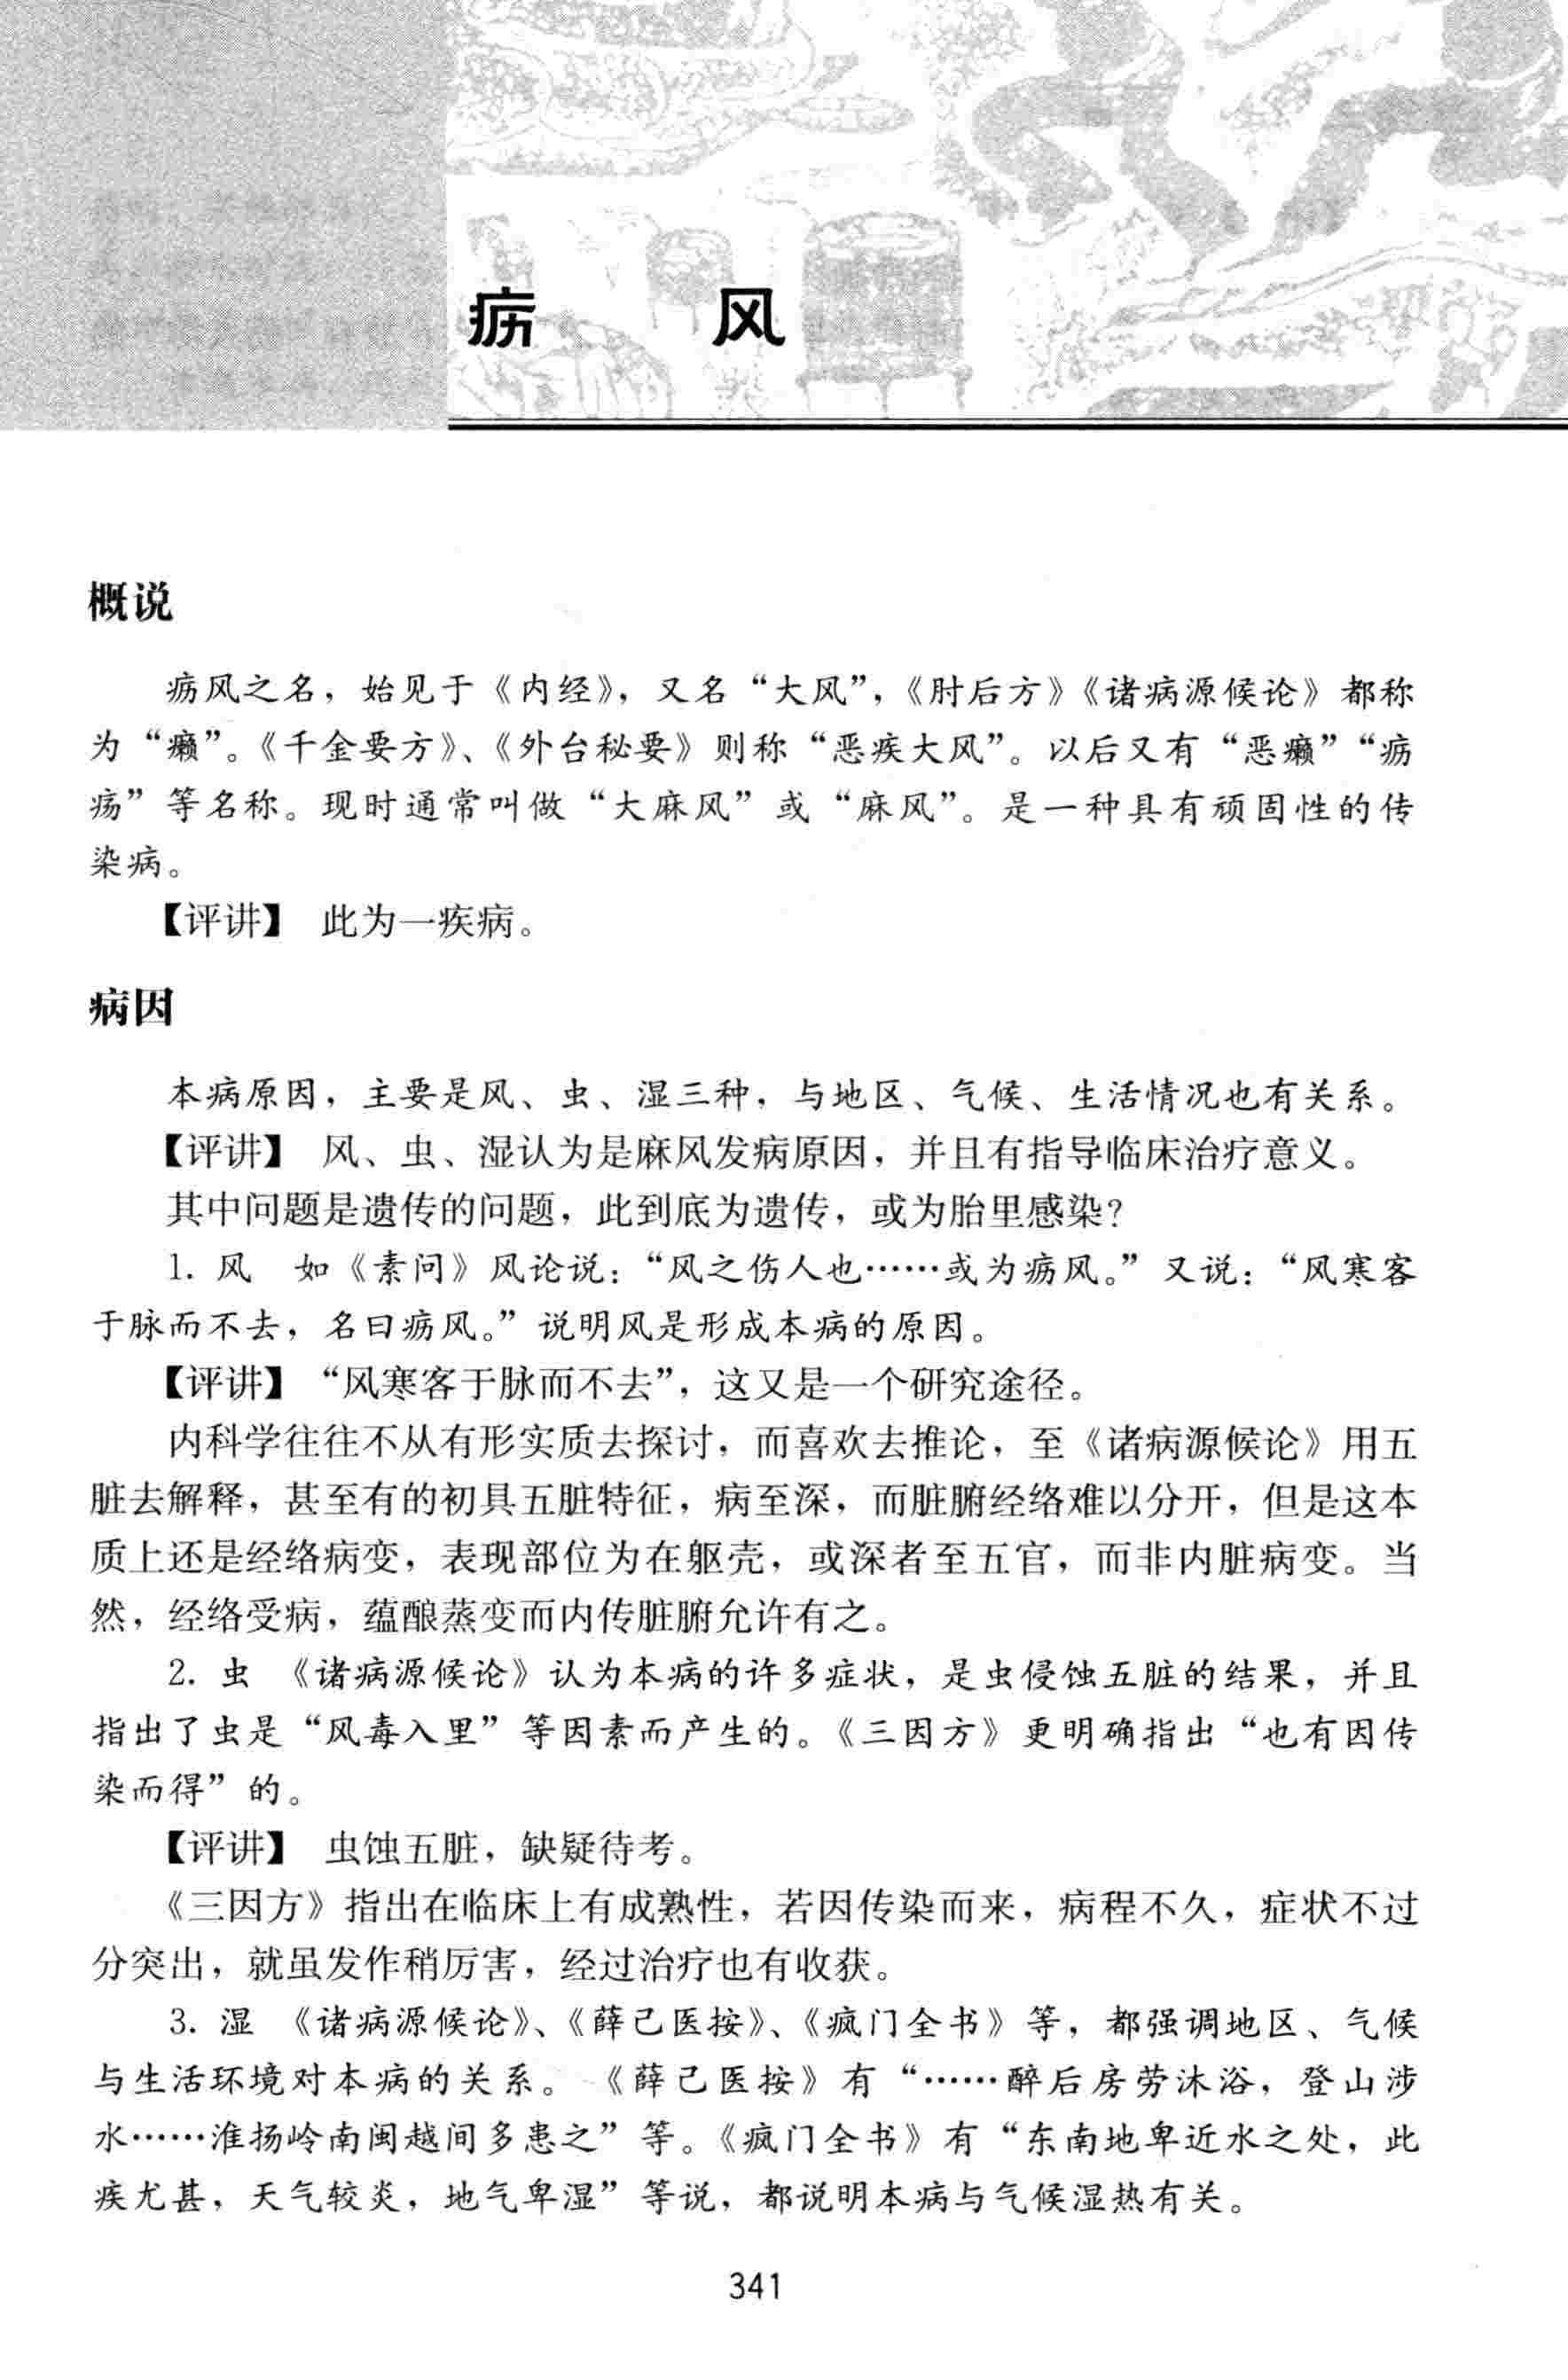 疠 风
概说
疬风之名，始见于《内经》，又名“大风”，《肘后方》《诸病源候论》都称
为“癞”。《千金要方》、《外台秘要》则称“恶疾大风”。以后又有“恶癞”“疬
疡”等名称。现时通常叫做“大麻风”或“麻风”。是一种具有顽固性的传
染病。
【评讲】 此为一疾病。
病因
本病原因，主要是风、虫、湿三种，与地区、气候、生活情况也有关系。
【评讲】 风、虫、湿认为是麻风发病原因，并且有指导临床治疗意义。
其中问题是遗传的问题，此到底为遗传，或为胎里感染？
1. 风 如《素问》风论说：“风之伤人也……或为疬风。”又说：“风寒客
于脉而不去，名曰疬风。”说明风是形成本病的原因。
【评讲】 “风寒客于脉而不去”，这又是一个研究途径。
内科学往往不从有形实质去探讨，而喜欢去推论，至《诸病源候论》用五
脏去解释，甚至有的初具五脏特征，病至深，而脏腑经络难以分开，但是这本
质上还是经络病变，表现部位为在躯壳，或深者至五官，而非内脏病变。当
然，经络受病，蕴酿蒸变而内传脏腑允许有之。
2. 虫 《诸病源候论》认为本病的许多症状，是虫侵蚀五脏的结果，并且
指出了虫是“风毒入里”等因素而产生的。《三因方》更明确指出“也有因传
染而得”的。
【评讲】 虫蚀五脏，缺疑待考。
《三因方》指出在临床上有成熟性，若因传染而来，病程不久，症状不过
分突出，就虽发作稍厉害，经过治疗也有收获。
3. 湿 《诸病源候论》、《薛己医按》、《疯门全书》等，都强调地区、气候
与生活环境对本病的关系。《薛己医按》有“……醉后房劳沐浴，登山涉
水……淮扬岭南闽越间多患之”等。《疯门全书》有“东南地卑近水之处，此
疾尤甚，天气较炎，地气卑湿”等说，都说明本病与气候湿热有关。
341